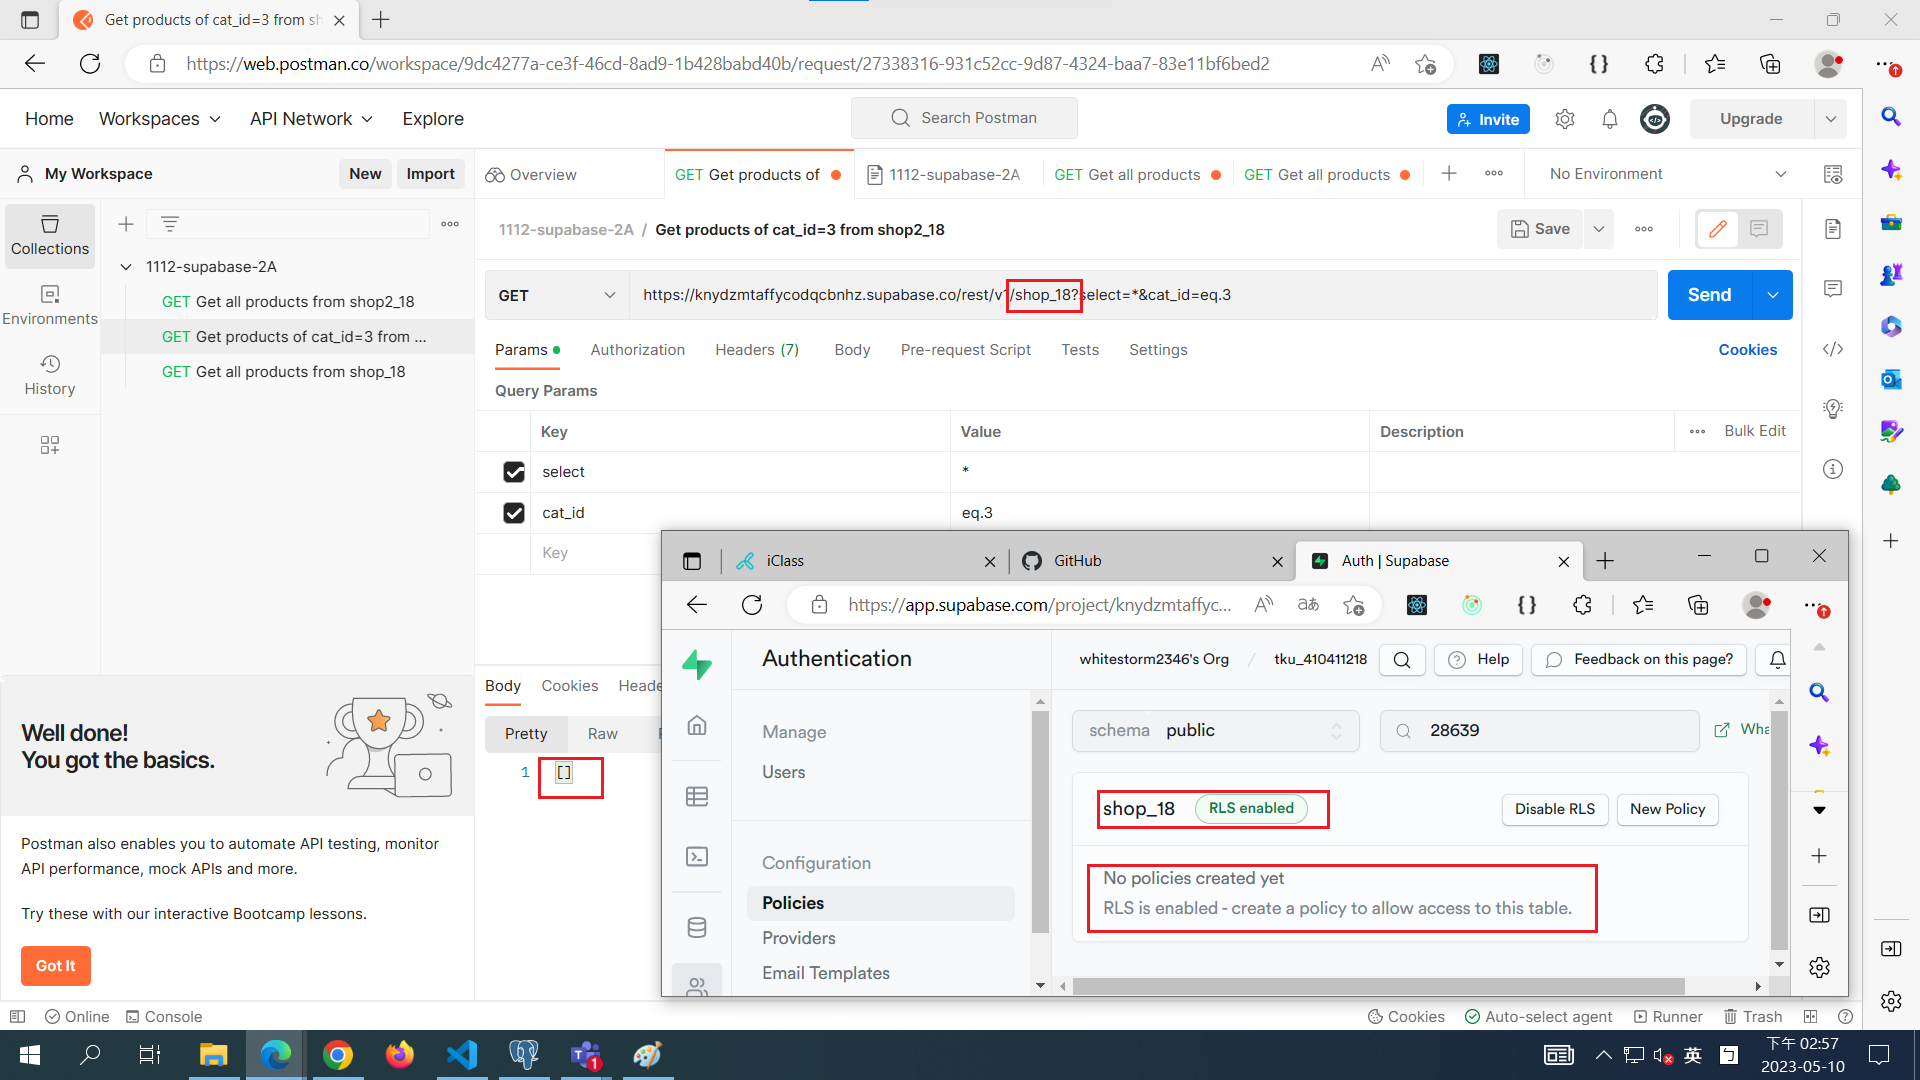 Get products of cat_id=3 from sh
https://web.postman.co/workspace/9dc4277a-ce3f-46cd-8ad9-1b428babd40b/request/27338316-931c52cc-9d87-4324-baa7-83e11bf6bed2
Home Workspaces API Network Explore
Search Postman
Invite
Upgrade
My Workspace New Import
Overview
GET Get products of
1112-supabase-2A
GET Get all products
GET Get all products
No Environment
Collections
Environments
History
1112-supabase-2A
GET Get all products from shop2_18
GET Get products of cat_id=3 from ...
GET Get all products from shop_18
1112-supabase-2A / Get products of cat_id=3 from shop2_18
Save
GET https://knydzmtaffycodqcbnhz.supabase.co/rest/v1/shop_18?select=*&cat_id=eq.3
Send
Params Authorization Headers (7) Body Pre-request Script Tests Settings Cookies
Query Params
Key Value Description Bulk Edit
select *
cat_id eq.3
Key
Body Cookies Heade
Pretty Raw
1 []
Well done!
You got the basics.
Postman also enables you to automate API testing, monitor
API performance, mock APIs and more.
Try these with our interactive Bootcamp lessons.
Got It
iClass
GitHub
Auth | Supabase
https://app.supabase.com/project/knydzmtaffyc...
aあ
Authentication
whitestorm2346's Org / tku_410411218 Help Feedback on this page?
Manage
Users
Configuration
Policies
Providers
Email Templates
schema public
28639
Wha
shop_18 RLS enabled
Disable RLS New Policy
No policies created yet
RLS is enabled - create a policy to allow access to this table.
Online Console
Cookies Auto-select agent Runner Trash
1
英
下午 02:57
2023-05-10